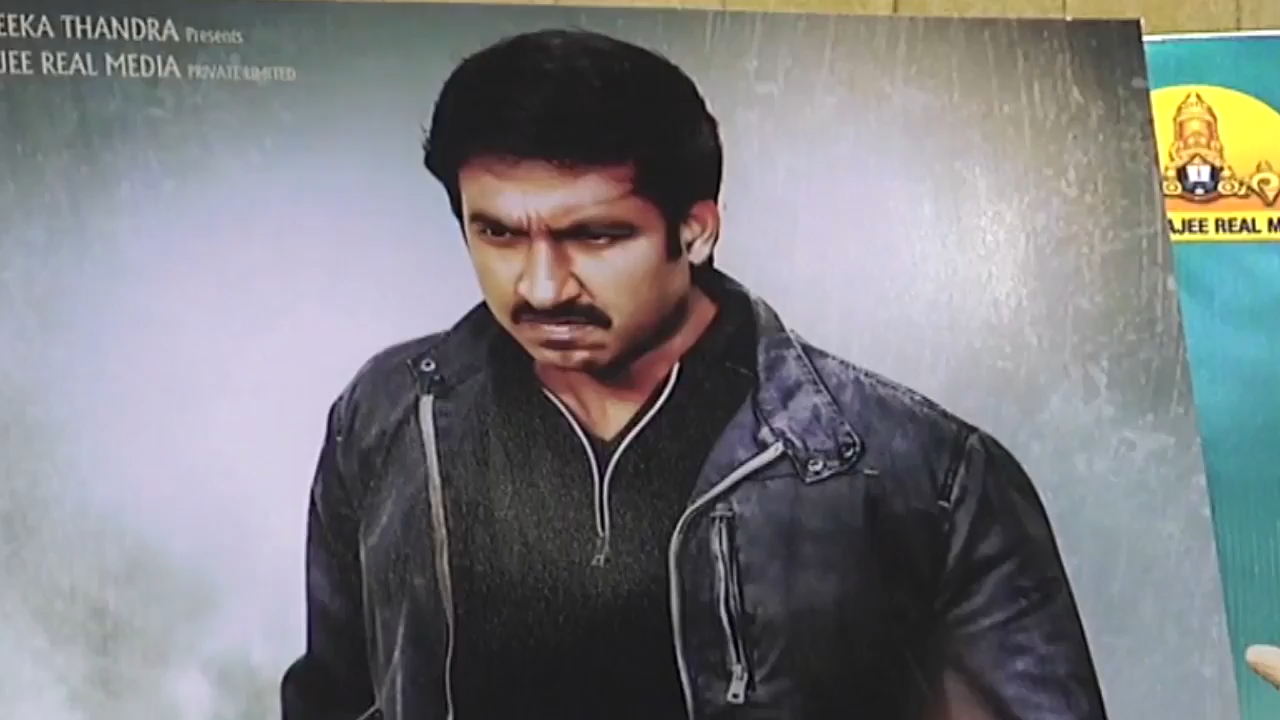 EEKA THANDRA Presents
JEE REAL MEDIA PRIVATE LIMITED
AJEE REAL M